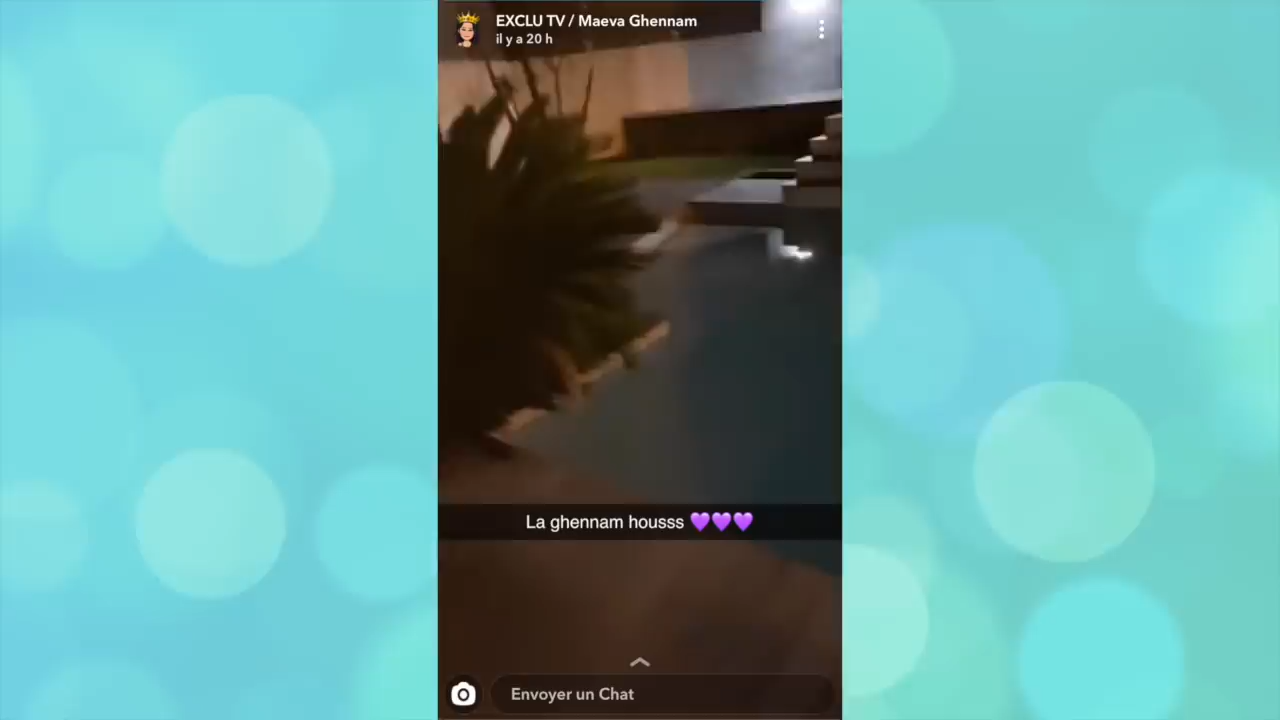 EXCLU TV / Maeva Ghennam
il y a 20 h
La ghennam housss 💜💜💜
Envoyer un Chat